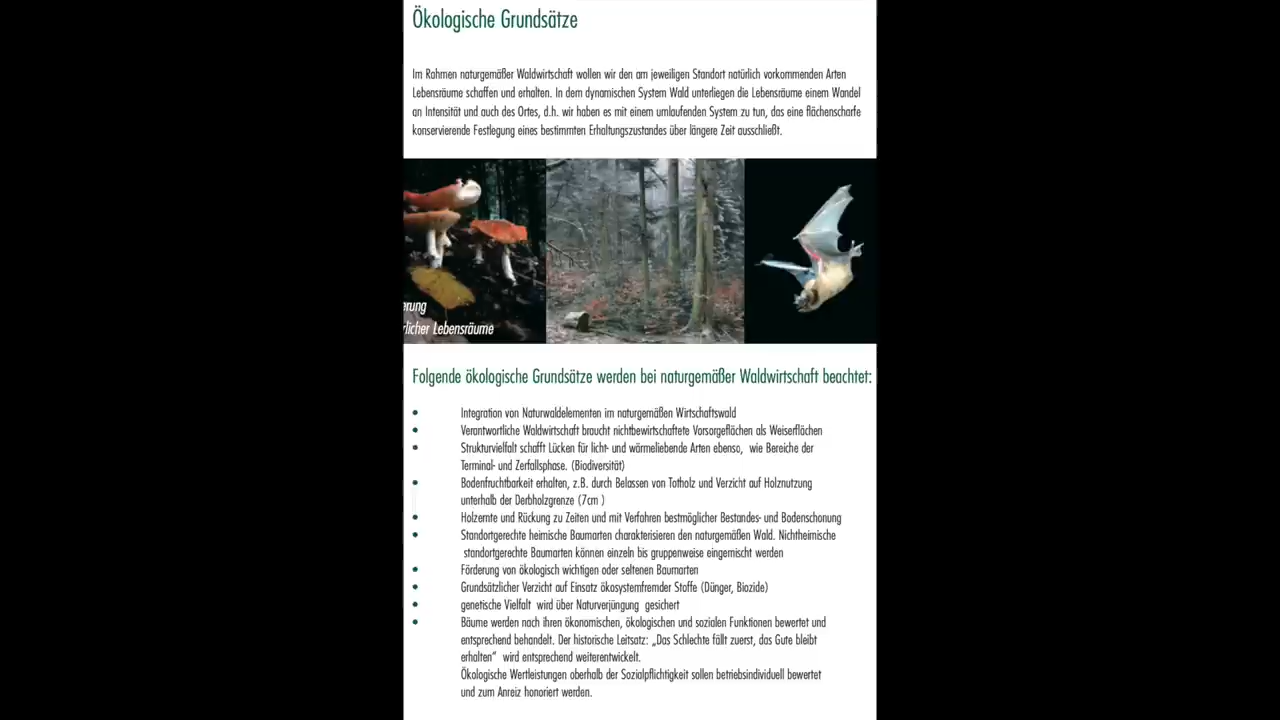 Ökologische Grundsätze
Im Rahmen naturgemäßer Waldwirtschaft wollen wir den am jeweiligen Standort natürlich vorkommenden Arten
Lebensräume schaffen und erhalten. In dem dynamischen System Wald unterliegen die Lebensräume einem Wandel
an Intensität und auch des Ortes, d.h. wir haben es mit einem umlaufenden System zu tun, das eine flächenscharfe
konservierende Festlegung eines bestimmten Erhaltungszustandes über längere Zeit ausschließt.
erung
rlicher Lebensräume
Folgende ökologische Grundsätze werden bei naturgemäßer Waldwirtschaft beachtet:
• Integration von Naturwaldelementen im naturgemäßen Wirtschaftswald
• Verantwortliche Waldwirtschaft braucht nichtbewirtschaftete Vorsorgeflächen als Weiserflächen
• Strukturvielfalt schafft Lücken für licht- und wärmeliebende Arten ebenso, wie Bereiche der
Terminal- und Zerfallsphase. (Biodiversität)
• Bodenfruchtbarkeit erhalten, z.B. durch Belassen von Totholz und Verzicht auf Holznutzung
unterhalb der Derbholzgrenze (7cm )
• Holzernte und Rückung zu Zeiten und mit Verfahren bestmöglicher Bestandes- und Bodenschonung
• Standortgerechte heimische Baumarten charakterisieren den naturgemäßen Wald. Nichtheimische
standortgerechte Baumarten können einzeln bis gruppenweise eingemischt werden
• Förderung von ökologisch wichtigen oder seltenen Baumarten
• Grundsätzlicher Verzicht auf Einsatz ökosystemfremder Stoffe (Dünger, Biozide)
• genetische Vielfalt wird über Naturverjüngung gesichert
• Bäume werden nach ihren ökonomischen, ökologischen und sozialen Funktionen bewertet und
entsprechend behandelt. Der historische Leitsatz: „Das Schlechte fällt zuerst, das Gute bleibt
erhalten“ wird entsprechend weiterentwickelt.
Ökologische Wertleistungen oberhalb der Sozialpflichtigkeit sollen betriebsindividuell bewertet
und zum Anreiz honoriert werden.